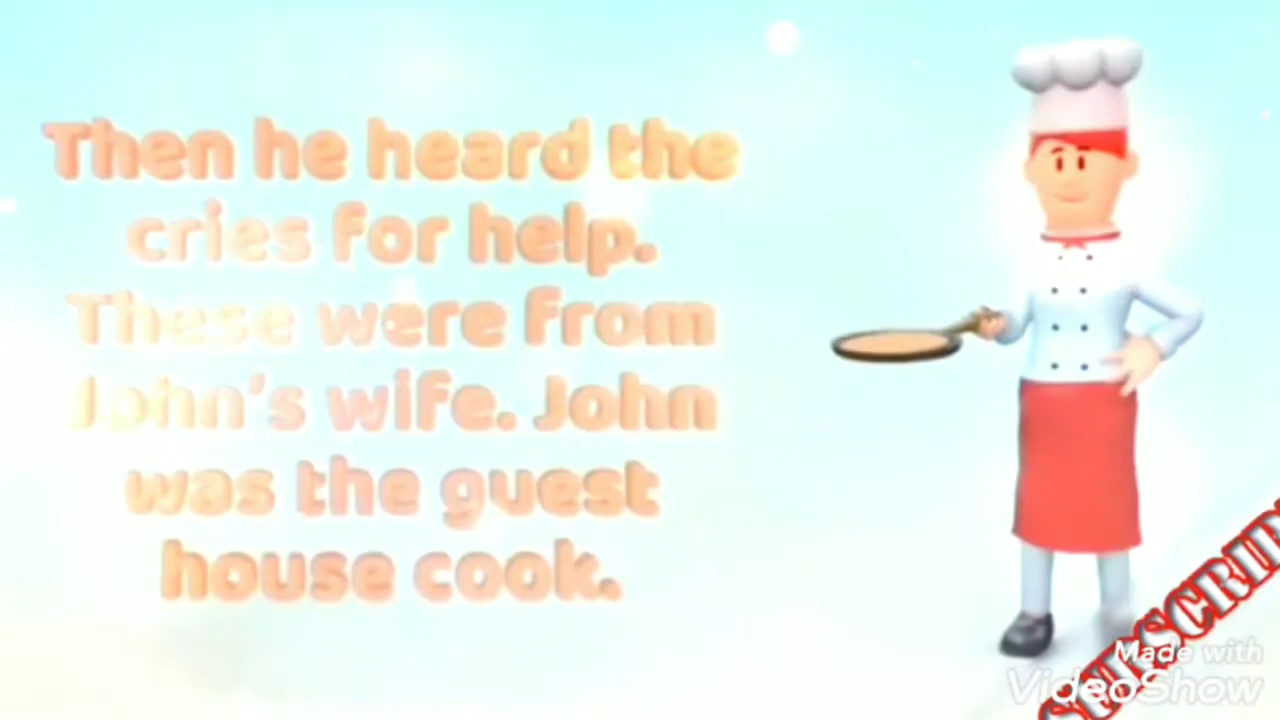 Then he heard the
cries for help.
These were from
John's wife. John
was the guest
house cook.
Made with
VideoShow